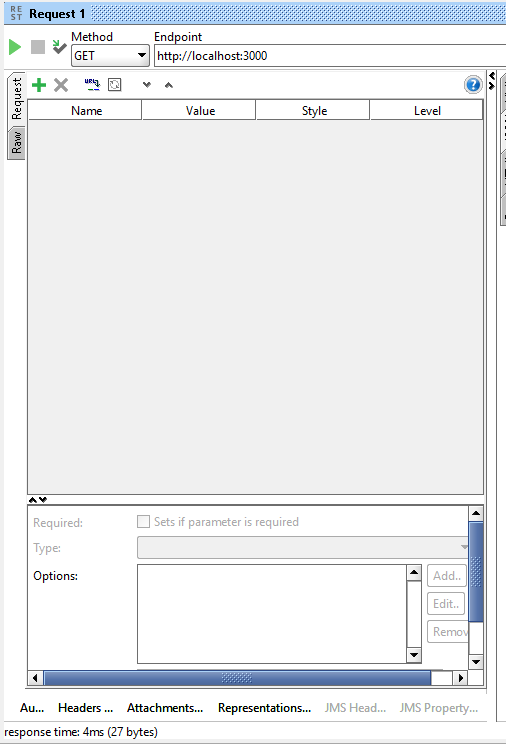 RE
ST
Request 1
Method
Endpoint
GET
http://localhost:3000
Request
Raw
Name
Value
Style
Level
Required:
Sets if parameter is required
Type:
Options:
Add..
Edit..
Remov
Au...
Headers ...
Attachments...
Representations...
JMS Head...
JMS Property...
response time: 4ms (27 bytes)